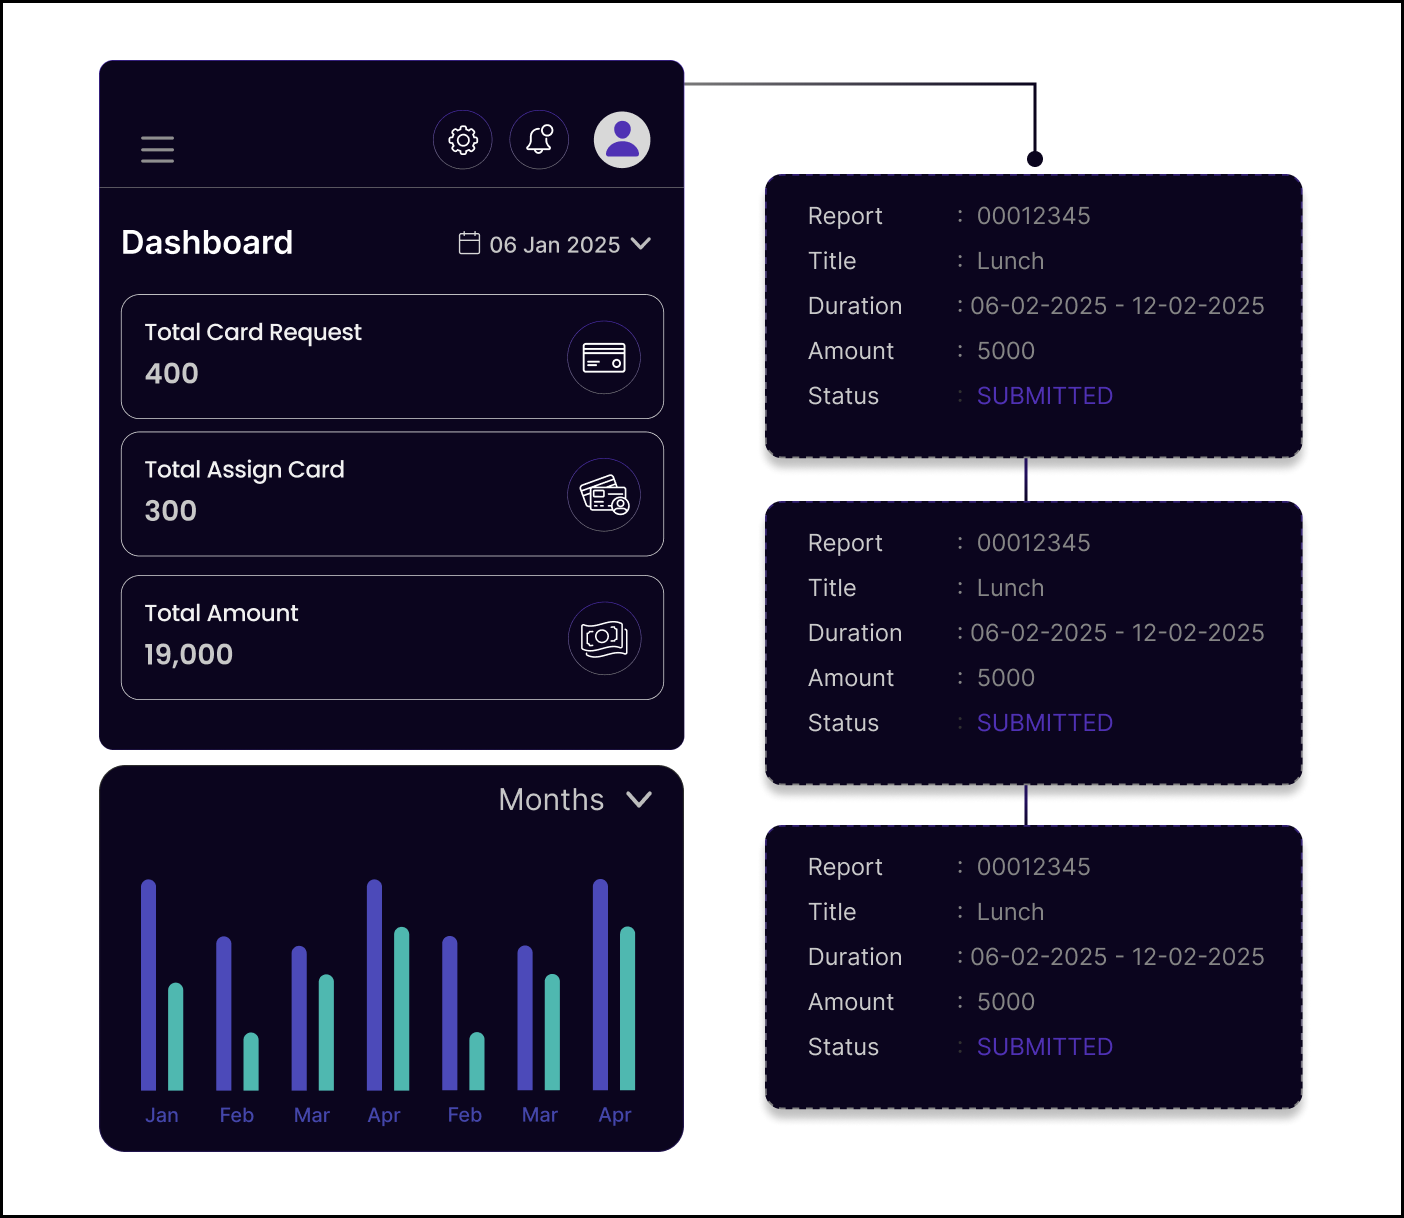 Dashboard
06 Jan 2025
Total Card Request
400
Total Assign Card
300
Total Amount
19,000
Months
Jan Feb Mar Apr Feb Mar Apr
Report : 00012345
Title : Lunch
Duration : 06-02-2025 - 12-02-2025
Amount : 5000
Status : SUBMITTED
Report : 00012345
Title : Lunch
Duration : 06-02-2025 - 12-02-2025
Amount : 5000
Status : SUBMITTED
Report : 00012345
Title : Lunch
Duration : 06-02-2025 - 12-02-2025
Amount : 5000
Status : SUBMITTED